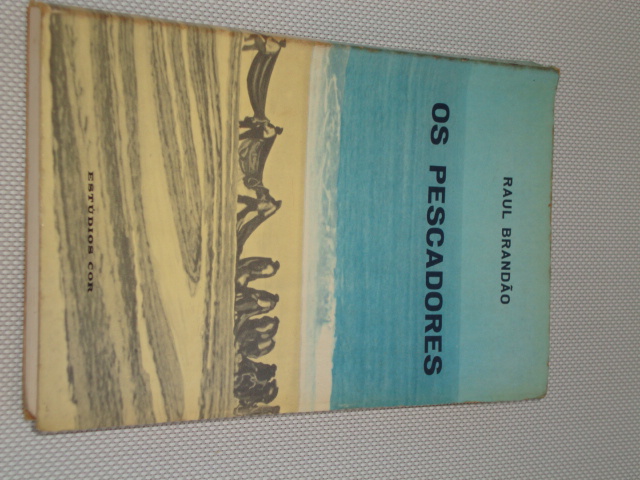 RAUL BRANDÃO
OS PESCADORES
ESTÚDIOS COR